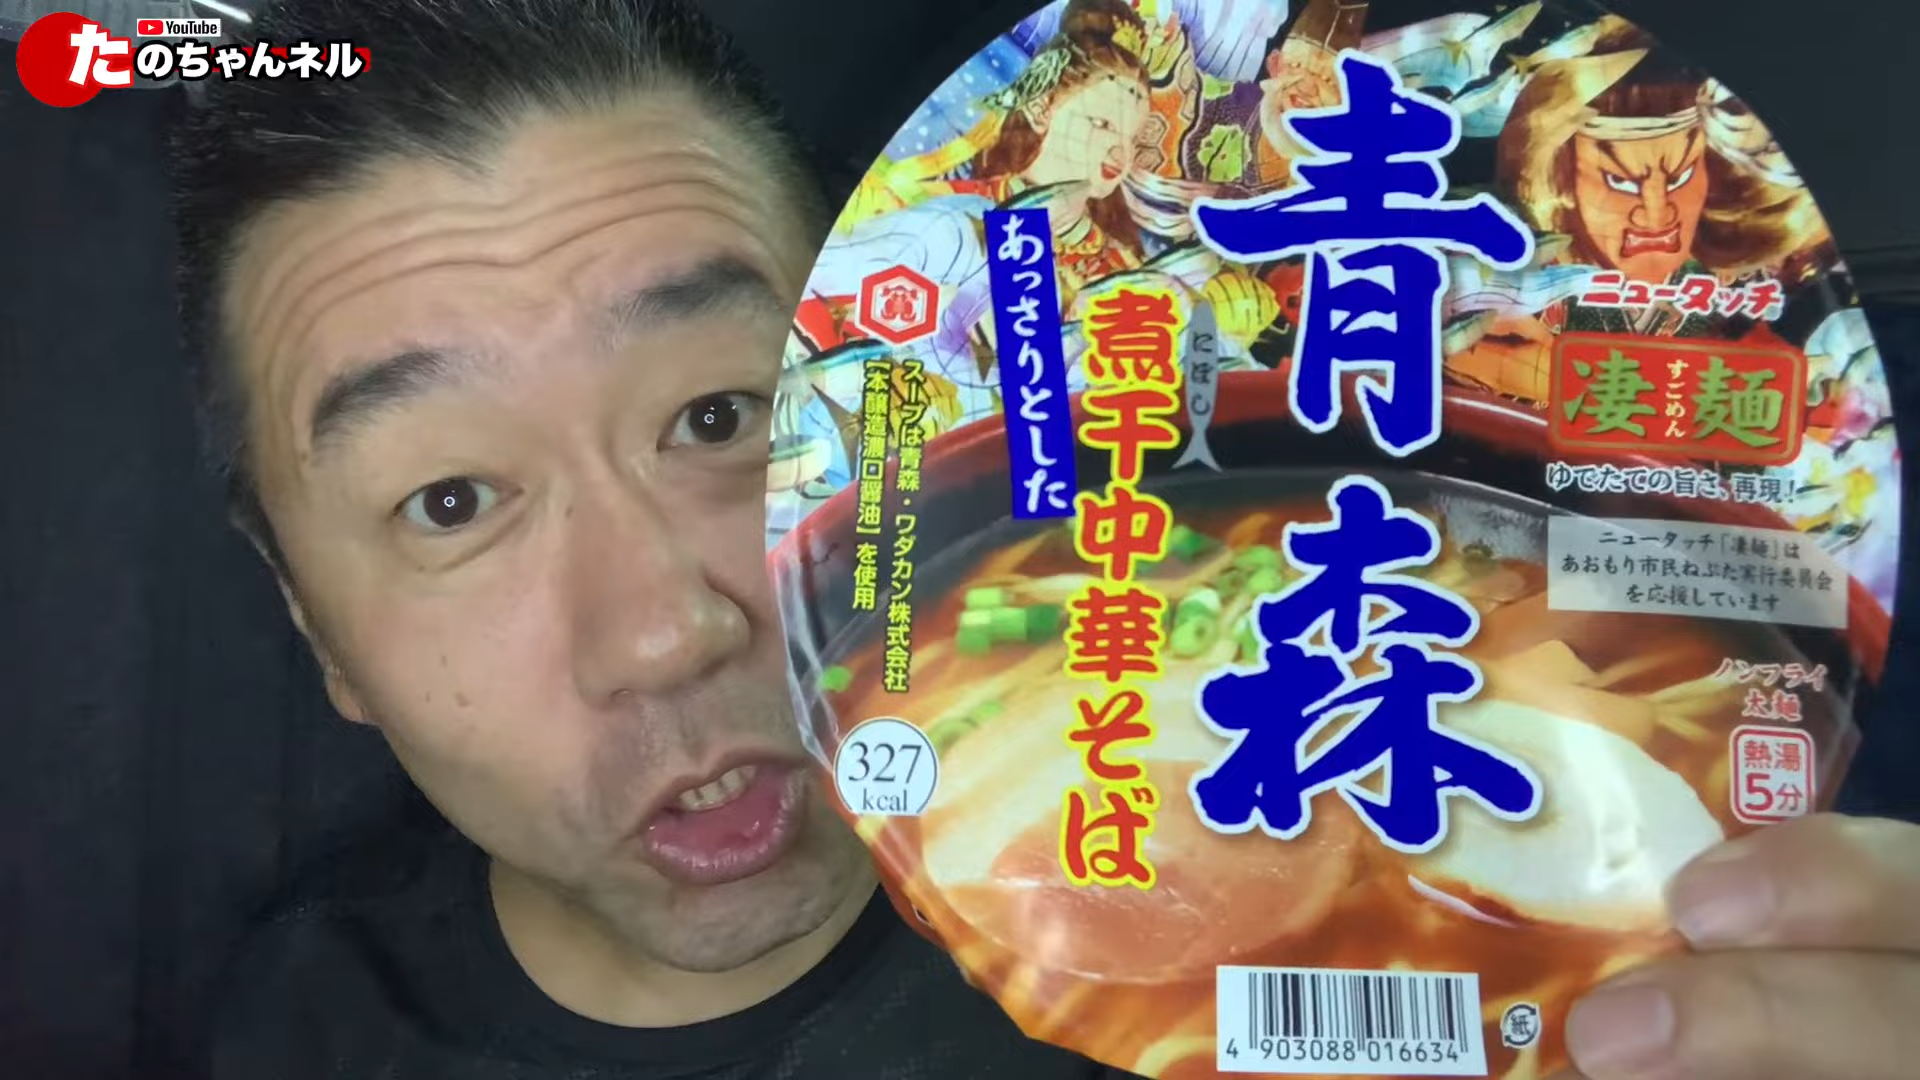 YouTube
たのちゃんネル
青森
にぼし
煮干中華そば
あっさりとした
スープは青森・ワダカン株式会社
【本醸造濃口醤油】を使用
327
kcal
ニュータッチ
凄麺
すごめん
ゆでたての旨さ、再現!
ニュータッチ「凄麺」は
あおもり市民ねぶた実行委員会
を応援しています
ノンフライ
太麺
熱湯
5分
4 903088 016634
紙